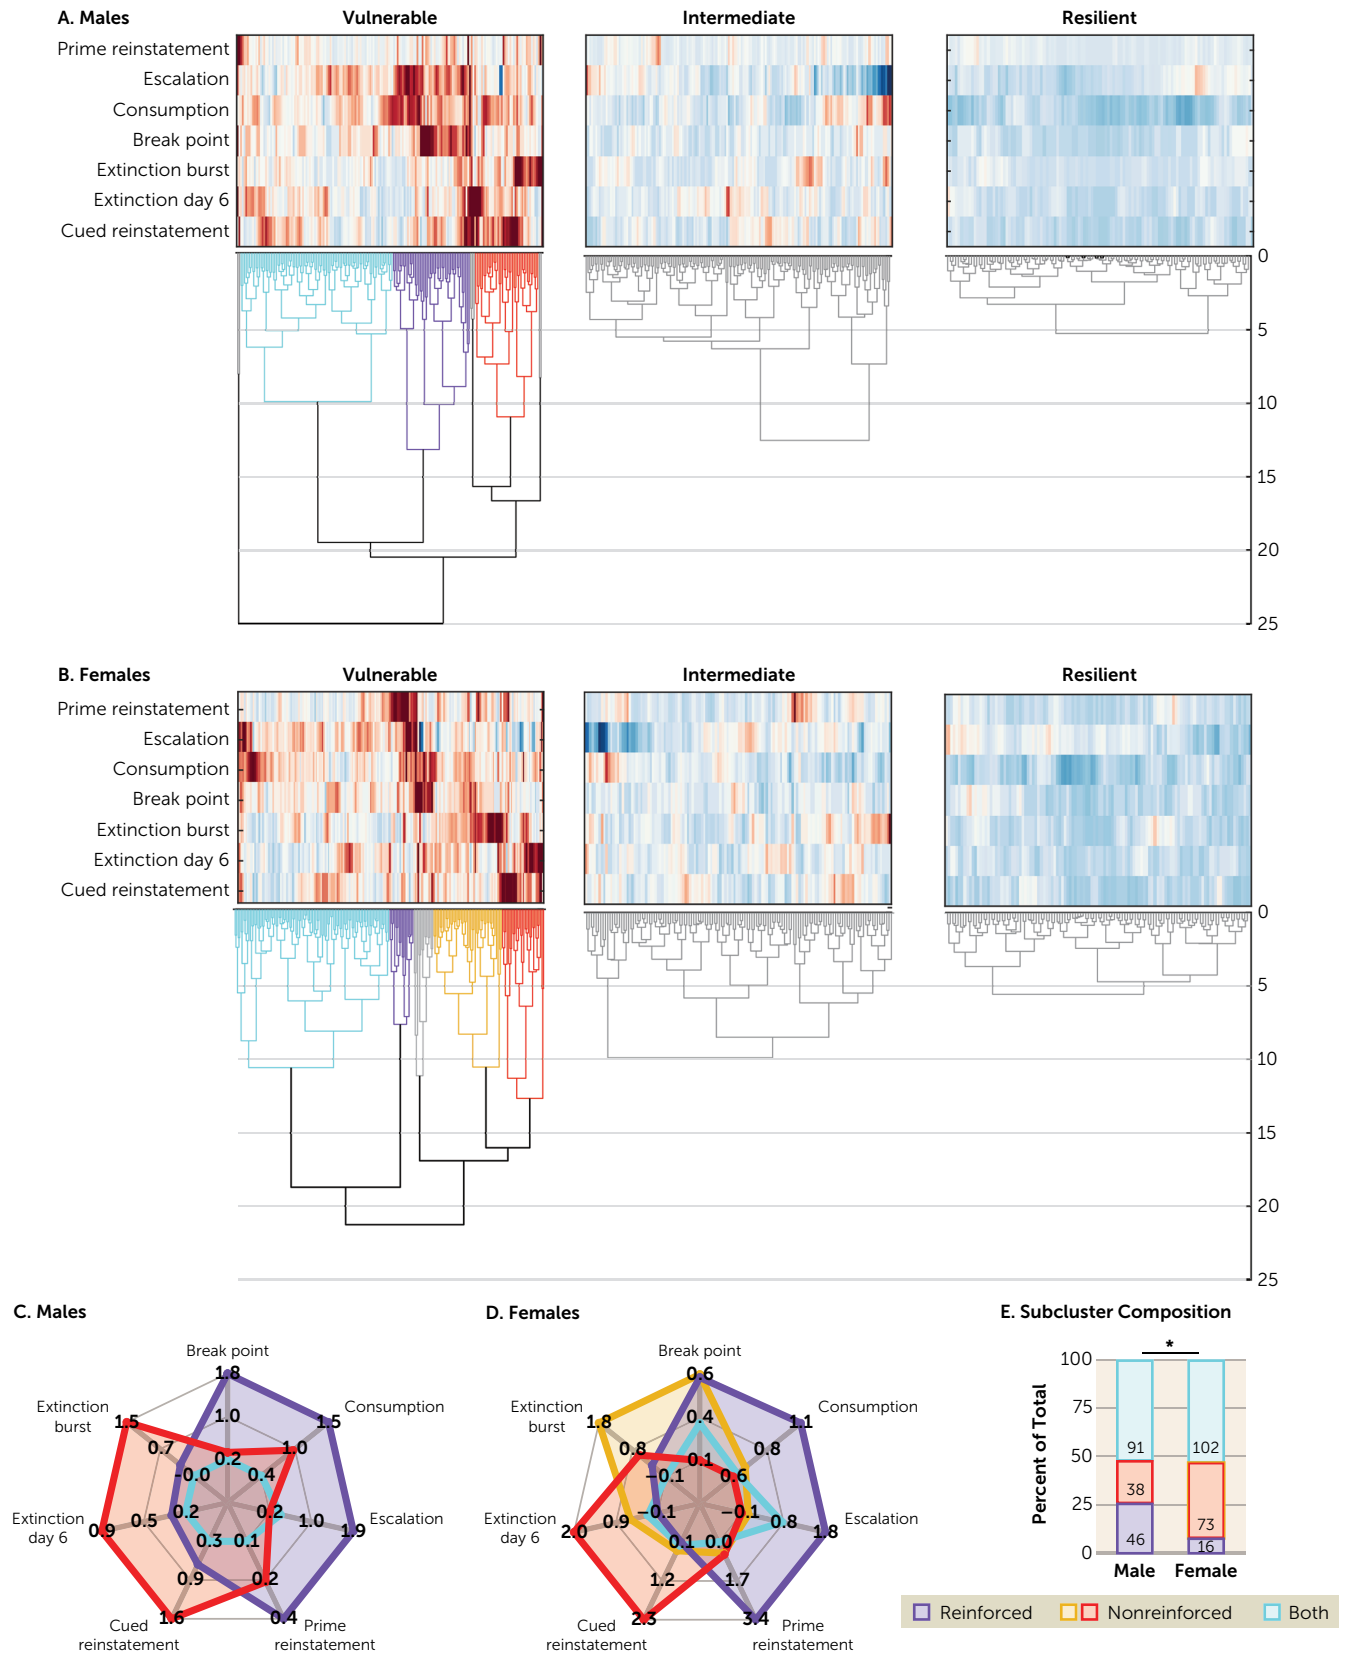 A. Males
Vulnerable
Intermediate
Resilient
Prime reinstatement
Escalation
Consumption
Break point
Extinction burst
Extinction day 6
Cued reinstatement
0
5
10
15
20
25
B. Females
Vulnerable
Intermediate
Resilient
Prime reinstatement
Escalation
Consumption
Break point
Extinction burst
Extinction day 6
Cued reinstatement
0
5
10
15
20
25
C. Males
Break point
1.8
Extinction
burst
Consumption
1.5
1.5
1.0
0.7
1.0
0.2
-0.0
0.4
Extinction
day 6
Escalation
0.9
0.5
0.2
0.2
1.0
1.9
0.3
0.1
0.9
0.2
1.6
0.4
Cued
reinstatement
Prime
reinstatement
D. Females
Break point
0.6
Extinction
burst
Consumption
1.8
1.1
0.4
0.8
0.8
0.1
−0.1
0.6
Extinction
day 6
Escalation
2.0
0.9
−0.1
−0.1
0.8
1.8
0.1
0.0
1.2
1.7
2.3
3.4
Cued
reinstatement
Prime
reinstatement
E. Subcluster Composition
*
Percent of Total
100
75
50
25
0
91
102
38
73
46
16
Male
Female
Reinforced
Nonreinforced
Both